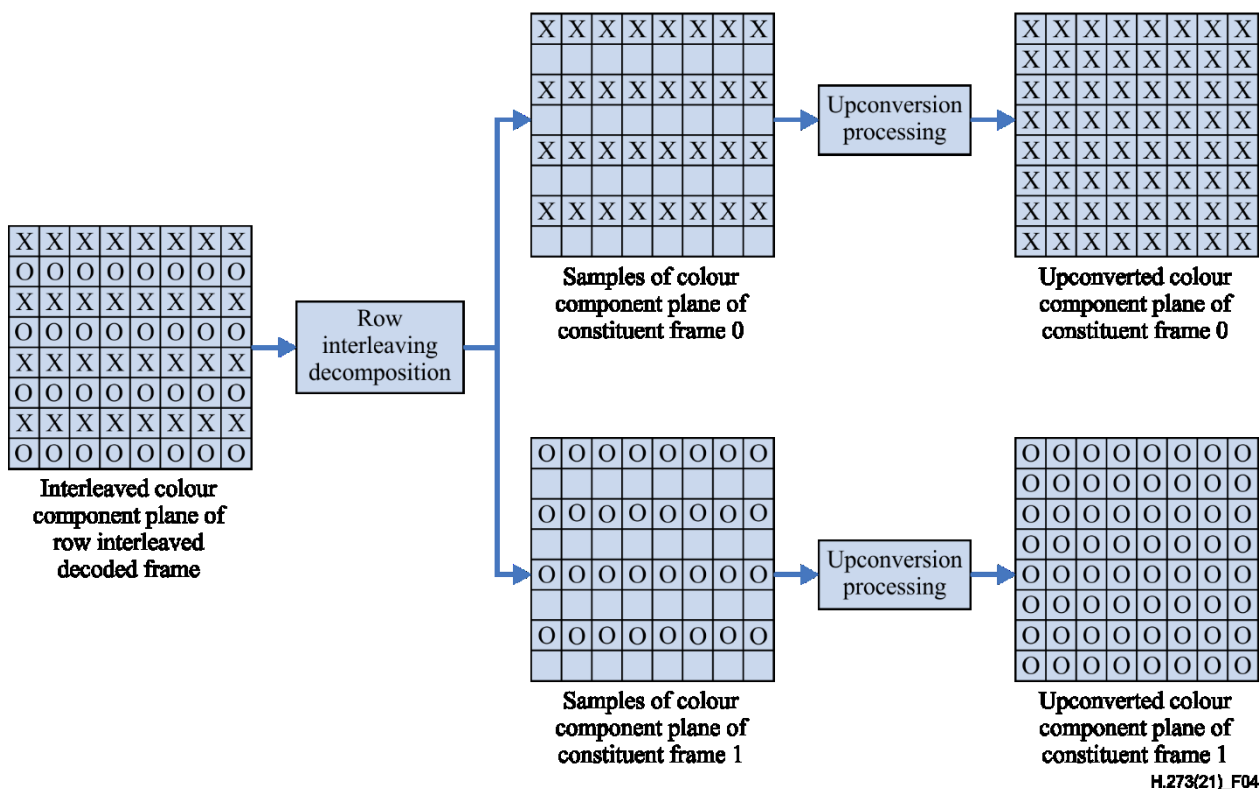 X X X X X X X X
X X X X X X X X
X X X X X X X X
X X X X X X X X
Samples of colour
component plane of
constituent frame 0
Upconversion
processing
X X X X X X X X
X X X X X X X X
X X X X X X X X
X X X X X X X X
X X X X X X X X
X X X X X X X X
X X X X X X X X
X X X X X X X X
Upconverted colour
component plane of
constituent frame 0
X X X X X X X X
O O O O O O O O
X X X X X X X X
O O O O O O O O
X X X X X X X X
O O O O O O O O
X X X X X X X X
O O O O O O O O
Interleaved colour
component plane of
row interleaved
decoded frame
Row
interleaving
decomposition
O O O O O O O O
O O O O O O O O
O O O O O O O O
O O O O O O O O
Samples of colour
component plane of
constituent frame 1
Upconversion
processing
O O O O O O O O
O O O O O O O O
O O O O O O O O
O O O O O O O O
O O O O O O O O
O O O O O O O O
O O O O O O O O
O O O O O O O O
Upconverted colour
component plane of
constituent frame 1
H.273(21)_F04